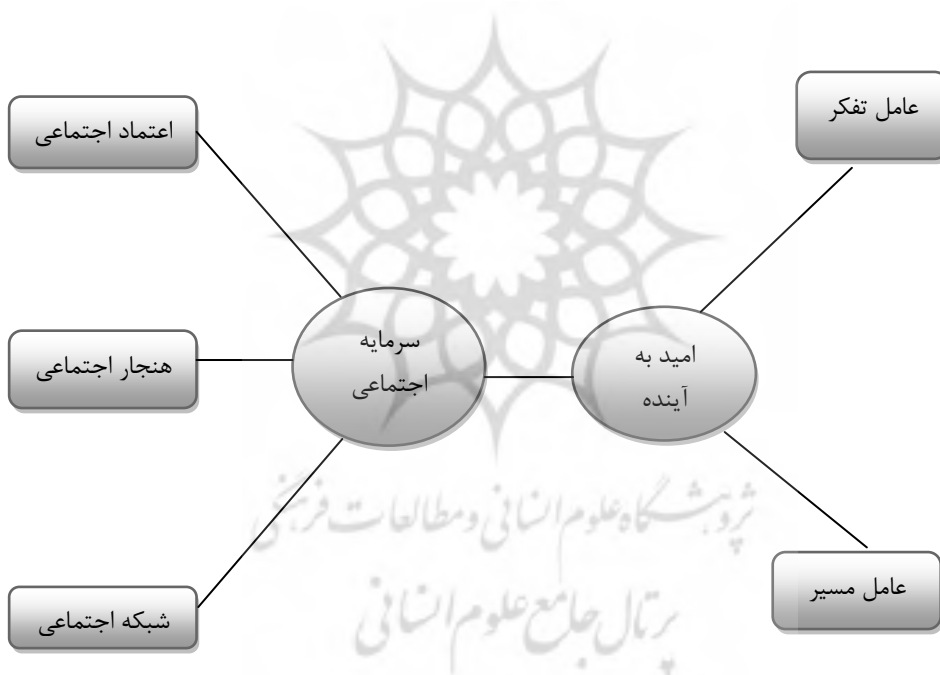 عامل تفکر
اعتماد اجتماعی
سرمایه
اجتماعی
امید به
آینده
هنجار اجتماعی
عامل مسیر
شبکه اجتماعی
پژوهشگاه علوم انسانی و مطالعات فرهنگی
پرتال جامع علوم انسانی